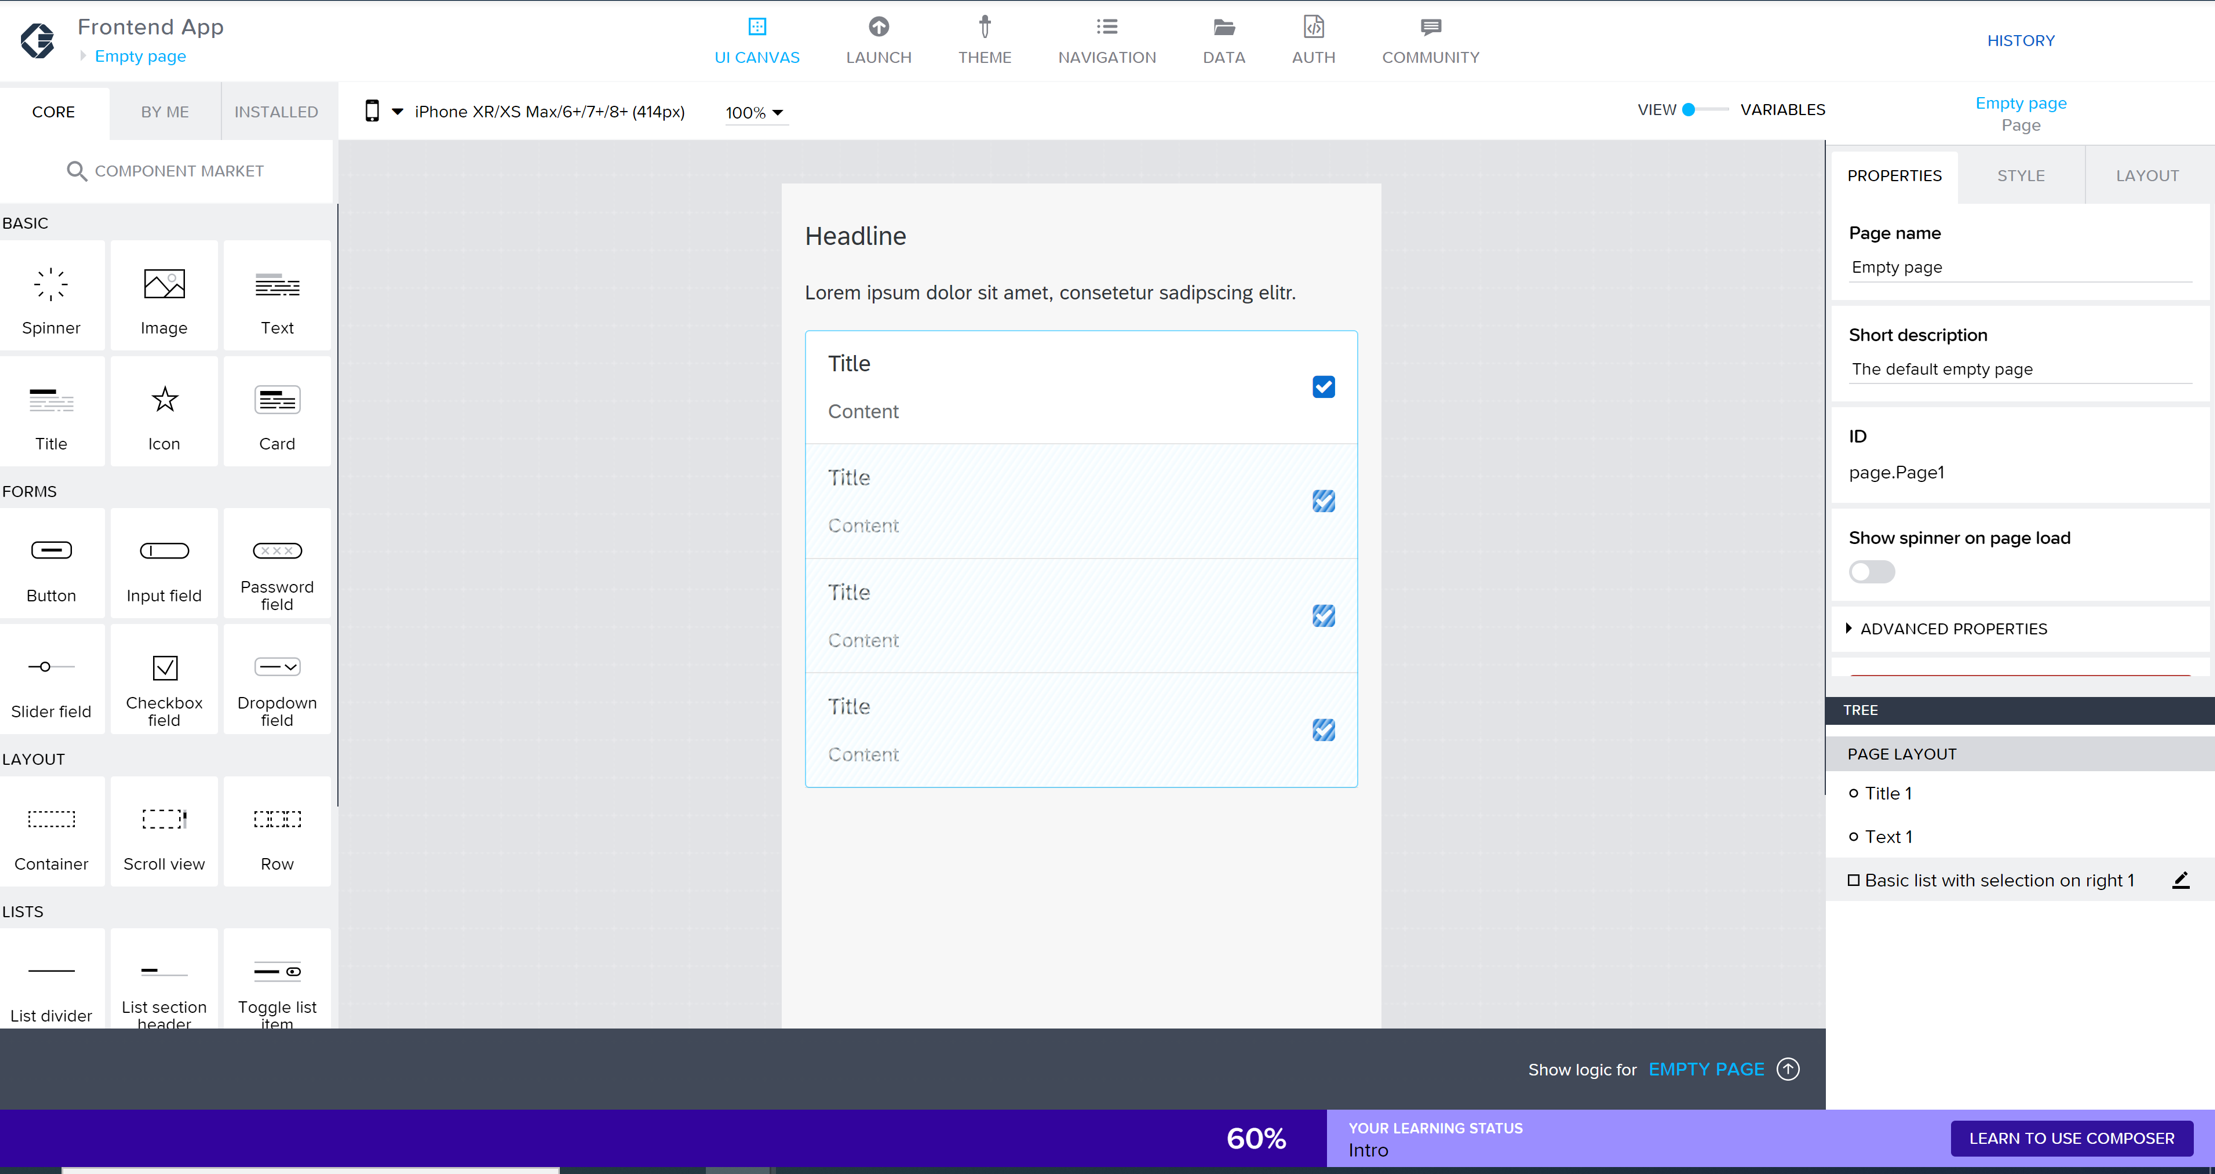 Frontend App
Empty page
UI CANVAS
LAUNCH
THEME
NAVIGATION
DATA
AUTH
COMMUNITY
HISTORY
CORE
BY ME
INSTALLED
iPhone XR/XS Max/6+/7+/8+ (414px)
100%
VIEW
VARIABLES
Empty page
Page
COMPONENT MARKET
PROPERTIES
STYLE
LAYOUT
BASIC
Spinner
Image
Text
Title
Icon
Card
FORMS
Button
Input field
Password
field
Slider field
Checkbox
field
Dropdown
field
LAYOUT
Container
Scroll view
Row
LISTS
List divider
List section
header
Toggle list
item
Headline
Lorem ipsum dolor sit amet, consetetur sadipscing elitr.
Title
Content
Title
Content
Title
Content
Title
Content
Page name
Empty page
Short description
The default empty page
ID
page.Page1
Show spinner on page load
ADVANCED PROPERTIES
TREE
PAGE LAYOUT
Title 1
Text 1
Basic list with selection on right 1
Show logic for EMPTY PAGE
60%
YOUR LEARNING STATUS
Intro
LEARN TO USE COMPOSER